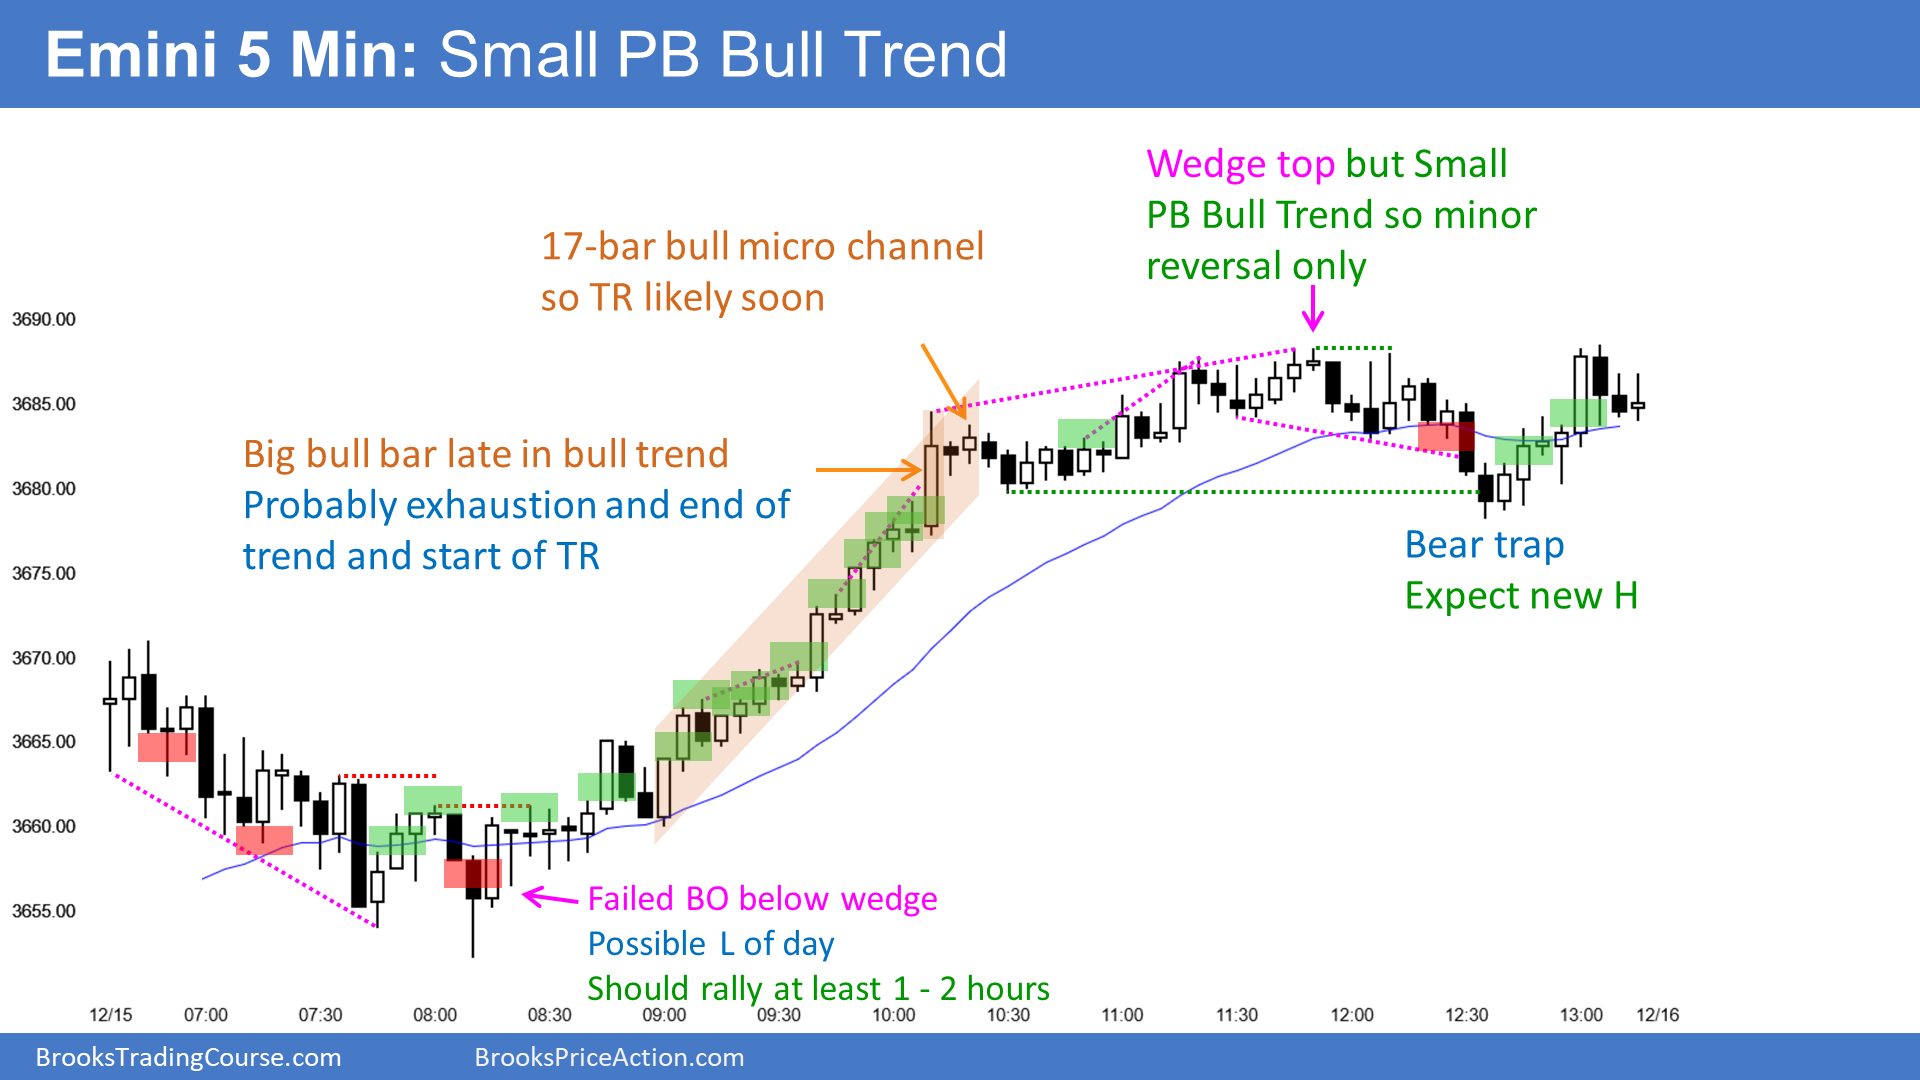 Emini 5 Min: Small PB Bull Trend
Wedge top but Small
PB Bull Trend so minor
reversal only
17-bar bull micro channel
so TR likely soon
Big bull bar late in bull trend
Probably exhaustion and end of
trend and start of TR
Bear trap
Expect new H
Failed BO below wedge
Possible L of day
Should rally at least 1 - 2 hours
3690.00
3685.00
3680.00
3675.00
3670.00
3665.00
3660.00
3655.00
12/15 07:00 07:30 08:00 08:30 09:00 09:30 10:00 10:30 11:00 11:30 12:00 12:30 13:00 12/16
BrooksTradingCourse.com BrooksPriceAction.com